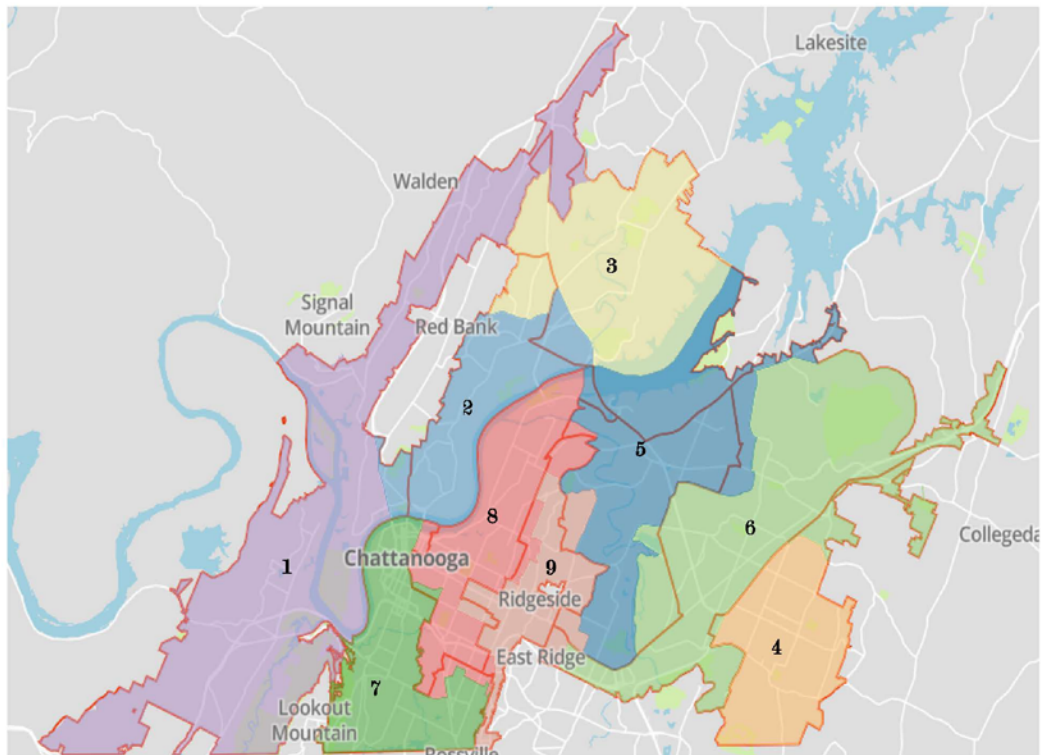 Lakesite
Walden
3
Signal
Mountain
Red Bank
2
5
8
6
Collegeda
Chattanooga
1
9
Ridgeside
4
East Ridge
7
Lookout
Mountain
Rossville